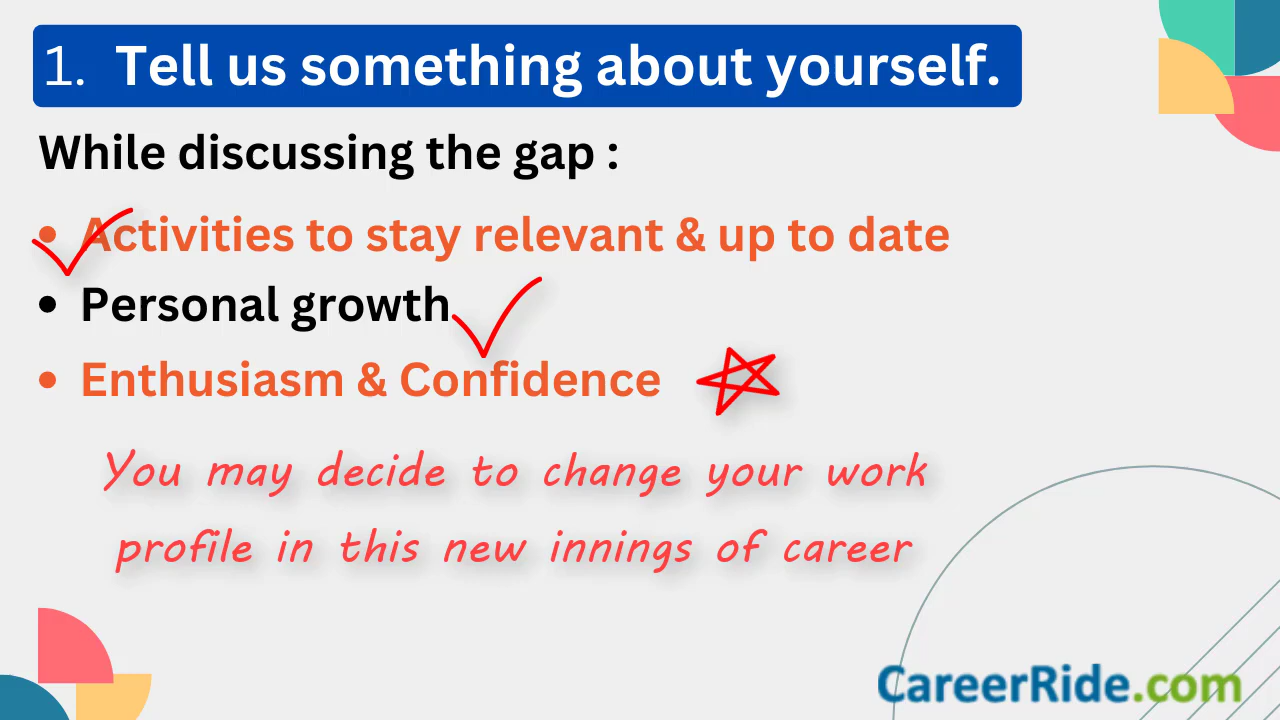 1. Tell us something about yourself.
While discussing the gap :
• Activities to stay relevant & up to date
• Personal growth
• Enthusiasm & Confidence
You may decide to change your work
profile in this new innings of career
CareerRide.com